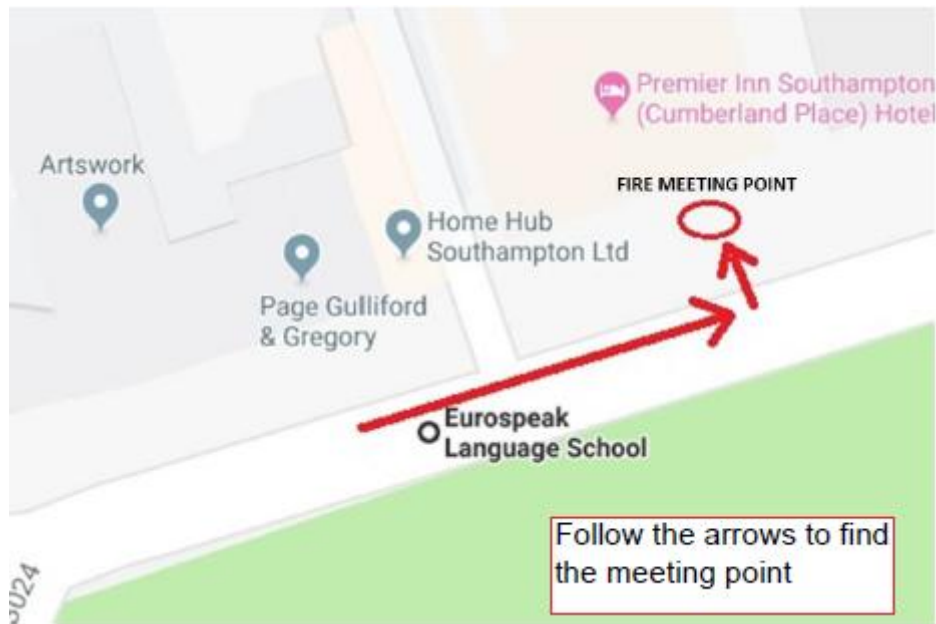 Premier Inn Southampton
(Cumberland Place) Hotel
Artswork
FIRE MEETING POINT
Home Hub
Southampton Ltd
Page Gulliford
& Gregory
Eurospeak
Language School
Follow the arrows to find
the meeting point